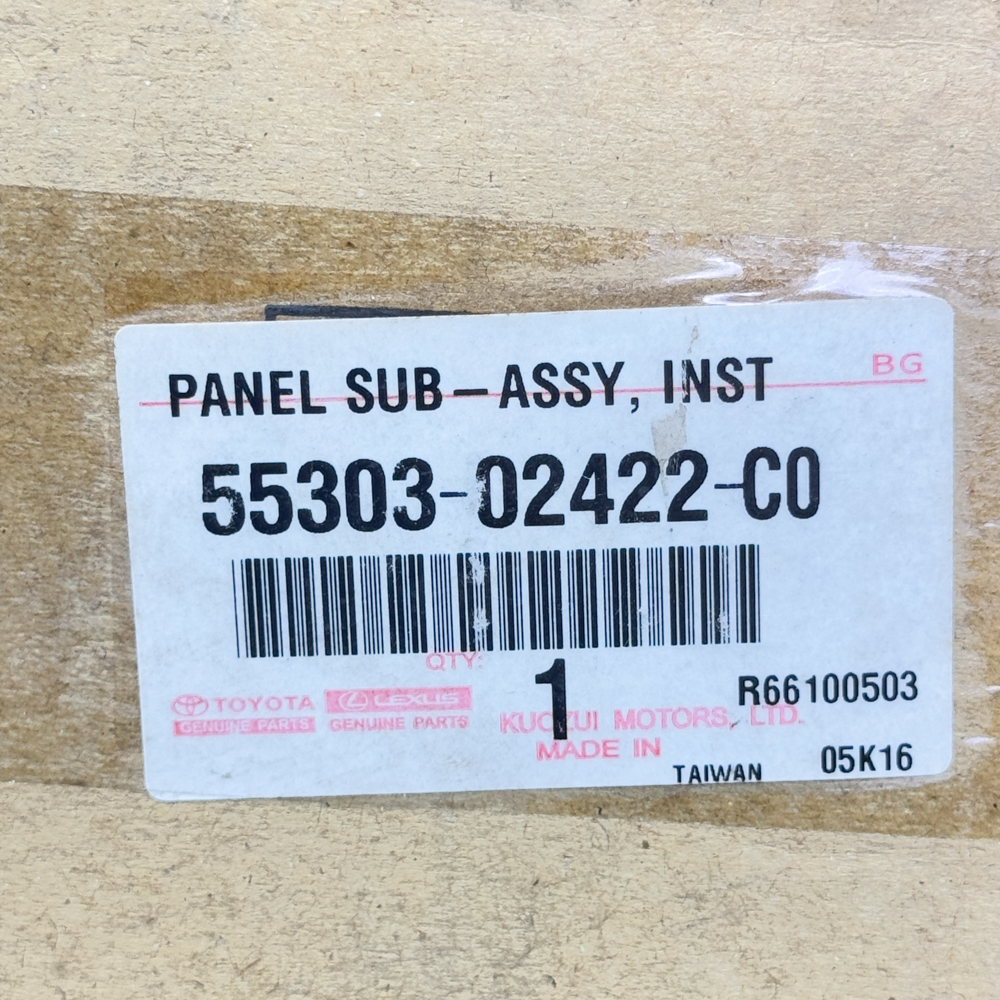 BG
PANEL SUB-ASSY, INST
55303-02422-C0
QTY:
1
R66100503
TOYOTA
GENUINE PARTS
LEXUS
GENUINE PARTS
KUOZUI MOTORS, LTD.
MADE IN
TAIWAN
05K16